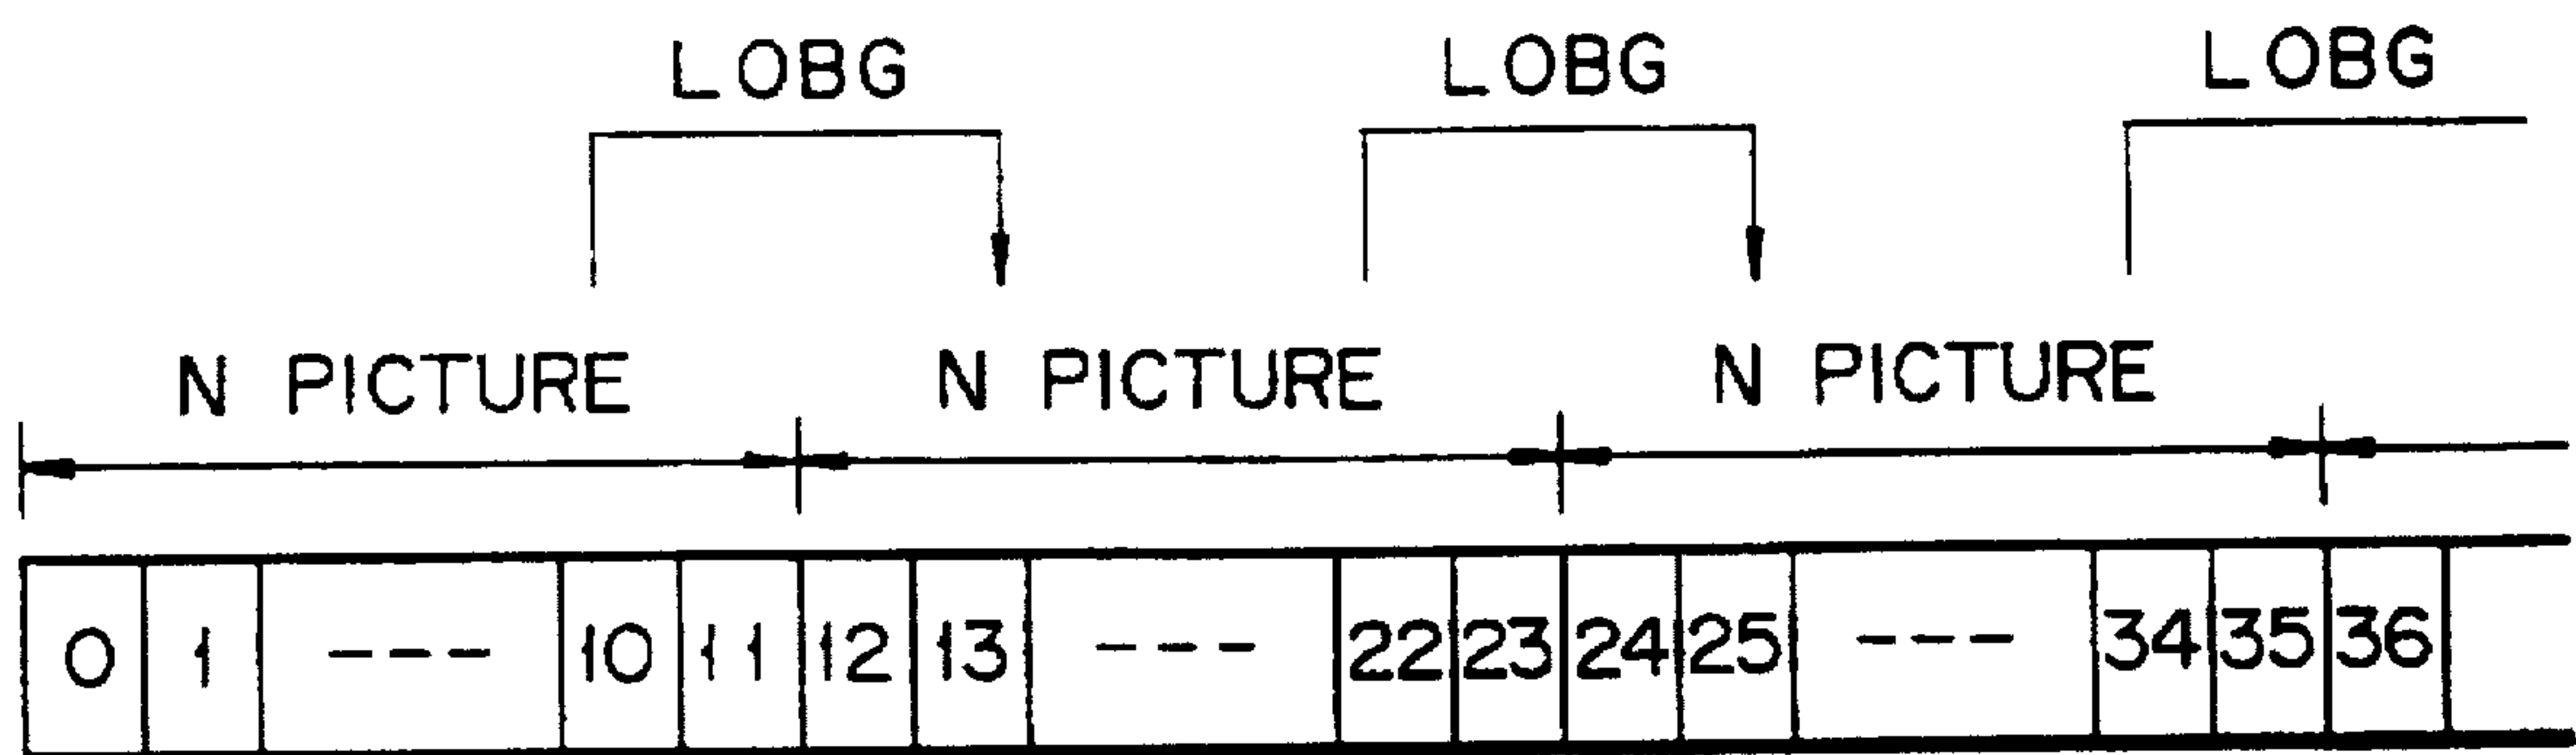 LOBG LOBG LOBG
N PICTURE N PICTURE N PICTURE
0 1 --- 10 11 12 13 --- 22 23 24 25 --- 34 35 36